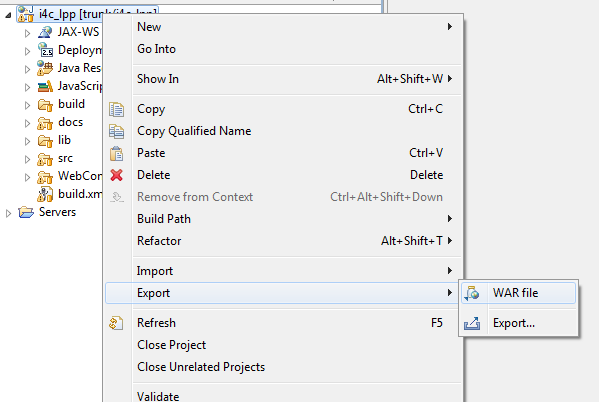 i4c_lpp [trunk/i4c_lpp]
JAX-WS
Deploym
Java Res
JavaScrip
build
docs
lib
src
WebCon
build.xm
Servers
New
Go Into
Show In Alt+Shift+W
Copy Ctrl+C
Copy Qualified Name
Paste Ctrl+V
Delete Delete
Remove from Context Ctrl+Alt+Shift+Down
Build Path
Refactor Alt+Shift+T
Import
Export
Refresh F5
Close Project
Close Unrelated Projects
Validate
WAR file
Export...